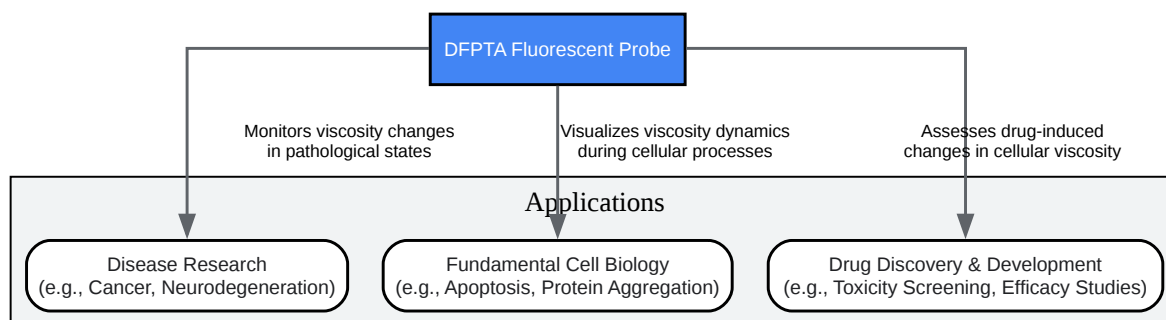 DFPTA Fluorescent Probe
Monitors viscosity changes
in pathological states
Visualizes viscosity dynamics
during cellular processes
Assesses drug-induced
changes in cellular viscosity
Applications
Disease Research
(e.g., Cancer, Neurodegeneration)
Fundamental Cell Biology
(e.g., Apoptosis, Protein Aggregation)
Drug Discovery & Development
(e.g., Toxicity Screening, Efficacy Studies)